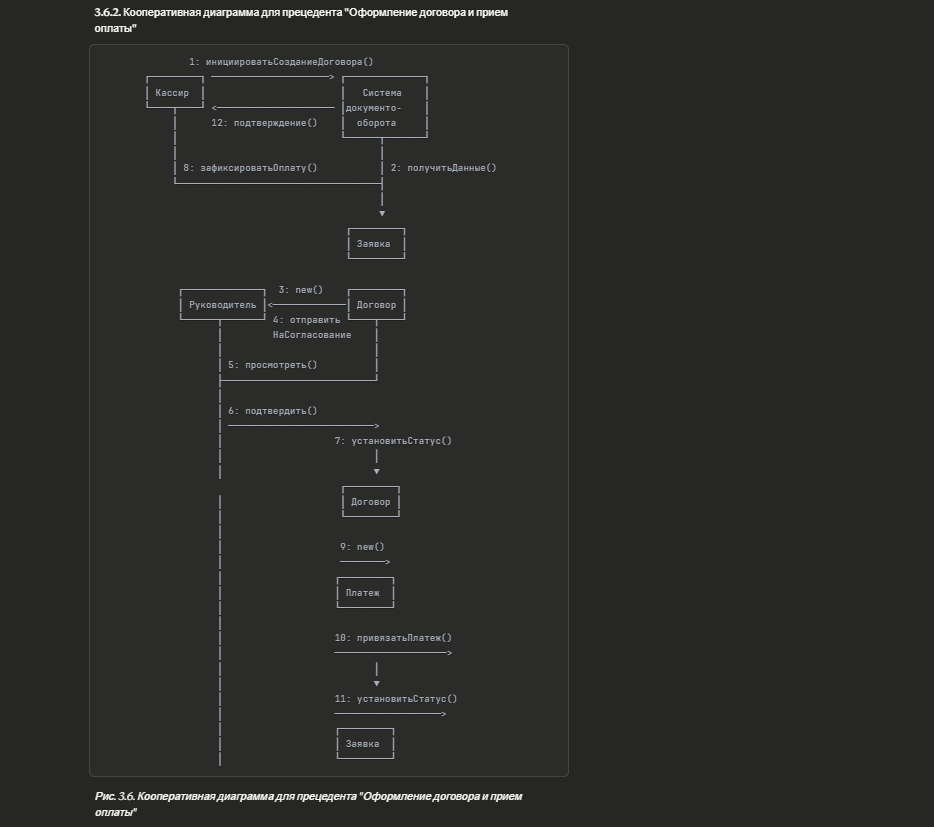 3.6.2. Кооперативная диаграмма для прецедента "Оформление договора и прием
оплаты"
1: инициироватьСозданиеДоговора()
Кассир
Система
документо-
оборота
12: подтверждение()
8: зафиксироватьОплату()
2: получитьДанные()
Заявка
3: new()
Руководитель
Договор
4: отправить
НаСогласование
5: просмотреть()
6: подтвердить()
7: установитьСтатус()
Договор
9: new()
Платеж
10: привязатьПлатеж()
11: установитьСтатус()
Заявка
Рис. 3.6. Кооперативная диаграмма для прецедента "Оформление договора и прием
оплаты"